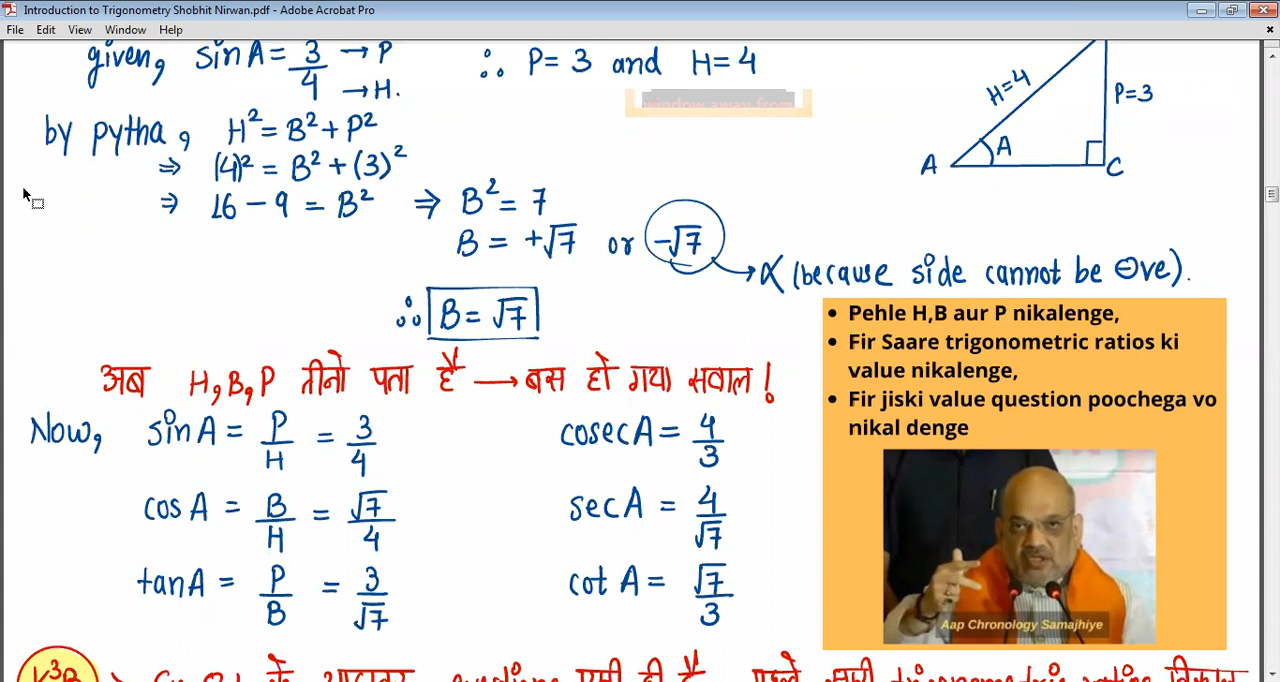 Introduction to Trigonometry Shobhit Nirwan.pdf - Adobe Acrobat Pro
File Edit View Window Help
given, sin A = 3/4 → P → H. ∴ P = 3 and H = 4
window away from
H=4
P=3
A A C
by pytha, H² = B² + P²
⇒ (4)² = B² + (3)²
⇒ 16 - 9 = B² ⇒ B² = 7
B = +√7 or -√7
→ α (because side cannot be ⊖ve).
∴ B = √7
• Pehle H,B aur P nikalenge,
• Fir Saare trigonometric ratios ki
value nikalenge,
• Fir jiski value question poochega vo
nikal denge
Aap Chronology Samajhiye
अब H, B, P तीनो पता है → बस हो गया सवाल !
Now, sin A = P/H = 3/4 cosec A = 4/3
cos A = B/H = √7/4 sec A = 4/√7
tan A = P/B = 3/√7 cot A = √7/3